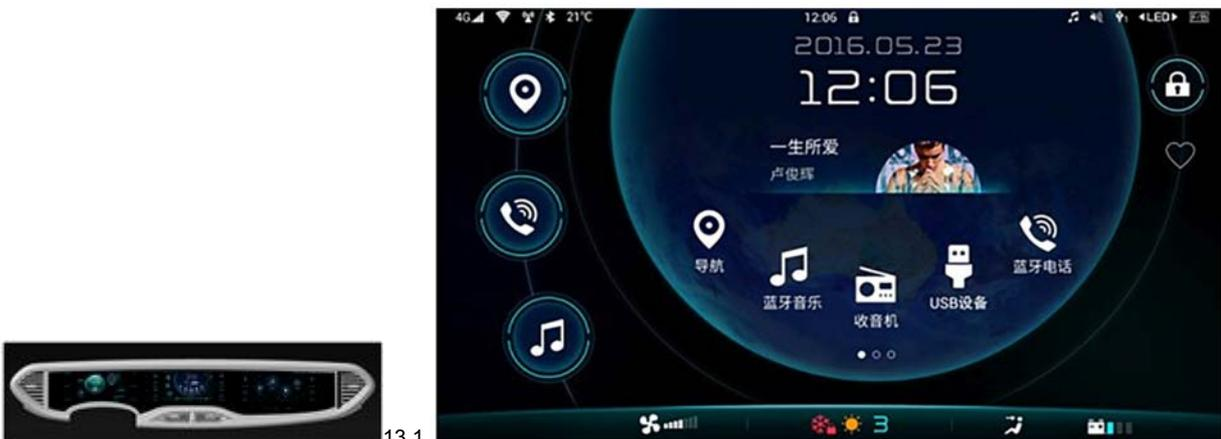 4G 21℃ 12:06 ◀LED▶
2016.05.23
12:06
一生所爱
卢俊辉
导航
蓝牙音乐
收音机
USB设备
蓝牙电话
3
13.1